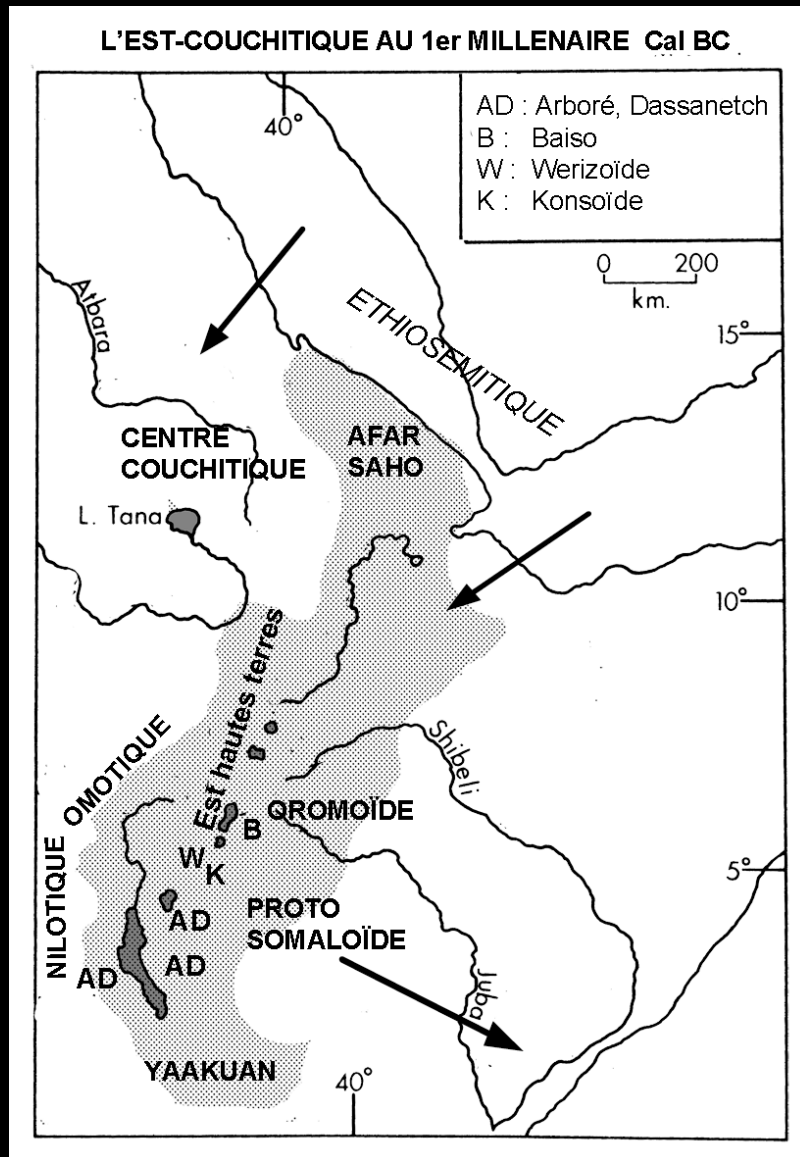 L'EST-COUCHITIQUE AU 1er MILLENAIRE Cal BC
40°
AD : Arboré, Dassanetch
B : Baiso
W : Werizoïde
K : Konsoïde
0 200
km.
Atbara
ETHIOSEMITIQUE
15°
CENTRE
COUCHITIQUE
AFAR
SAHO
L. Tana
10°
Est hautes terres
OMOTIQUE
Shibeli
QROMOÏDE
B
NILOTIQUE
W
K
5°
AD
PROTO
SOMALOÏDE
AD
AD
Juba
YAAKUAN
40°